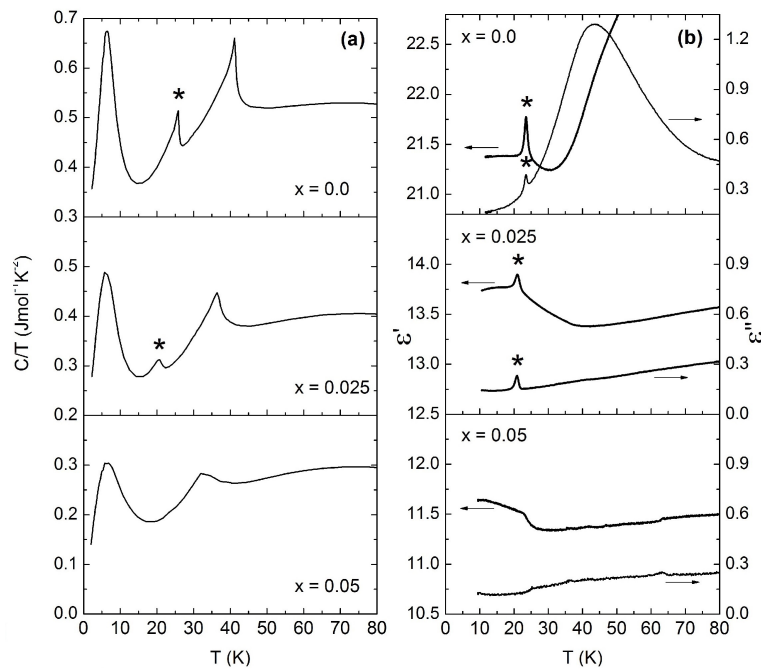 0.7
0.6
0.5
0.4
0.3
(a)
*
x = 0.0
0.5
0.4
0.3
0.2
*
x = 0.025
0.3
0.2
0.1
0.0
x = 0.05
0 10 20 30 40 50 60 70 80
T (K)
C/T (Jmol⁻¹K⁻²)
22.5
22.0
21.5
21.0
x = 0.0
(b)
*
*
1.2
0.9
0.6
0.3
14.0
13.5
13.0
12.5
x = 0.025
*
*
0.9
0.6
0.3
0.0
12.0
11.5
11.0
10.5
x = 0.05
0.9
0.6
0.3
0.0
0 10 20 30 40 50 60 70 80
T (K)
ε'
ε''